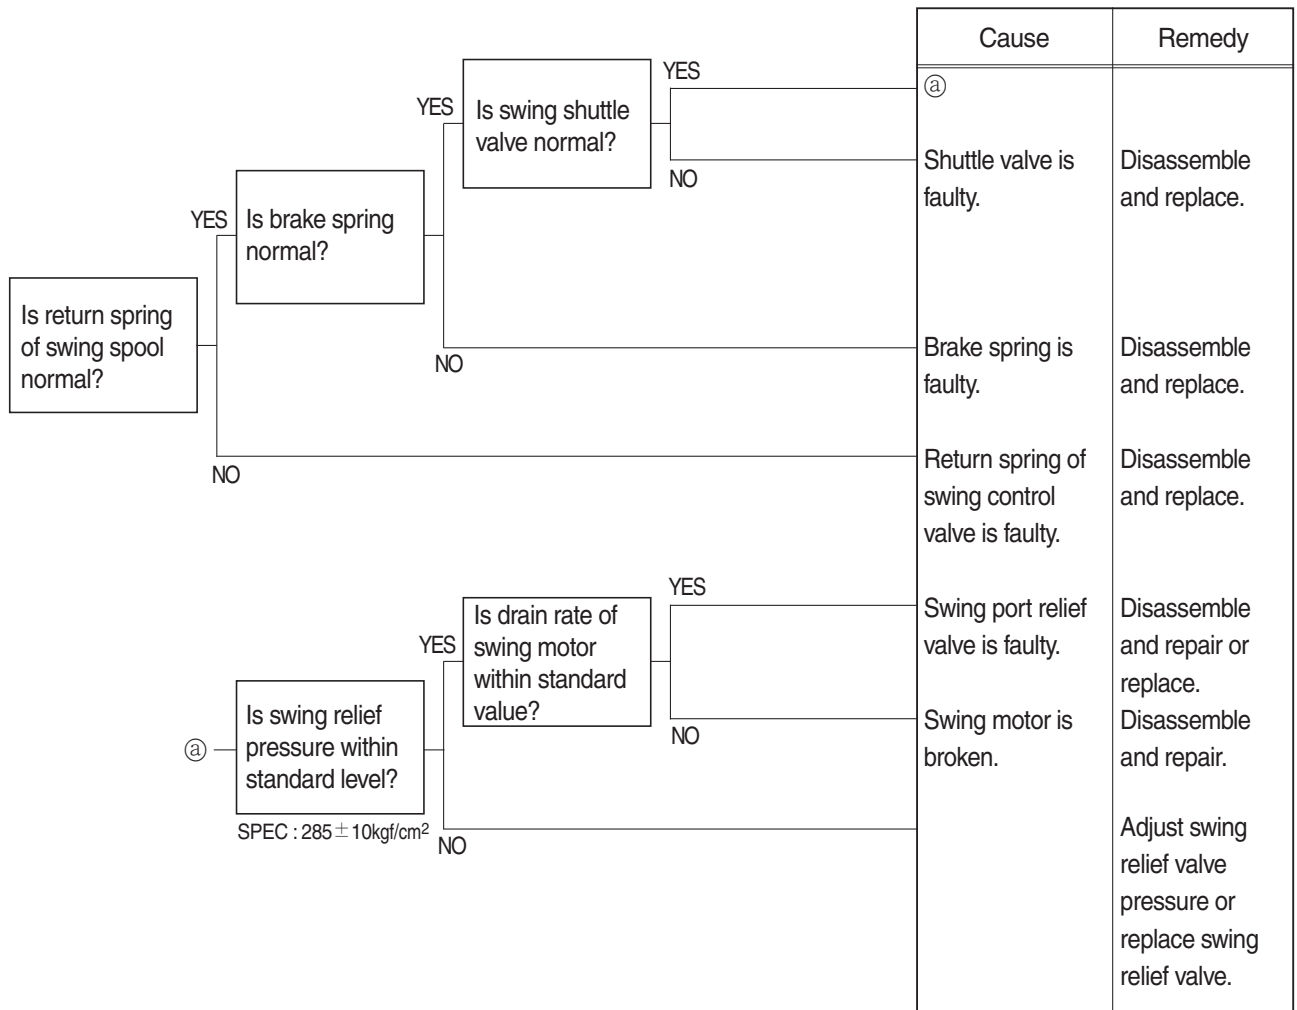 Cause
Remedy
YES
ⓐ
YES
Is swing shuttle
valve normal?
Shuttle valve is
faulty.
Disassemble
and replace.
NO
YES
Is brake spring
normal?
Is return spring
of swing spool
normal?
NO
Brake spring is
faulty.
Disassemble
and replace.
NO
Return spring of
swing control
valve is faulty.
Disassemble
and replace.
YES
Is drain rate of
swing motor
within standard
value?
YES
Swing port relief
valve is faulty.
Disassemble
and repair or
replace.
NO
Swing motor is
broken.
Disassemble
and repair.
ⓐ
Is swing relief
pressure within
standard level?
SPEC : 285±10kgf/cm²
NO
Adjust swing
relief valve
pressure or
replace swing
relief valve.